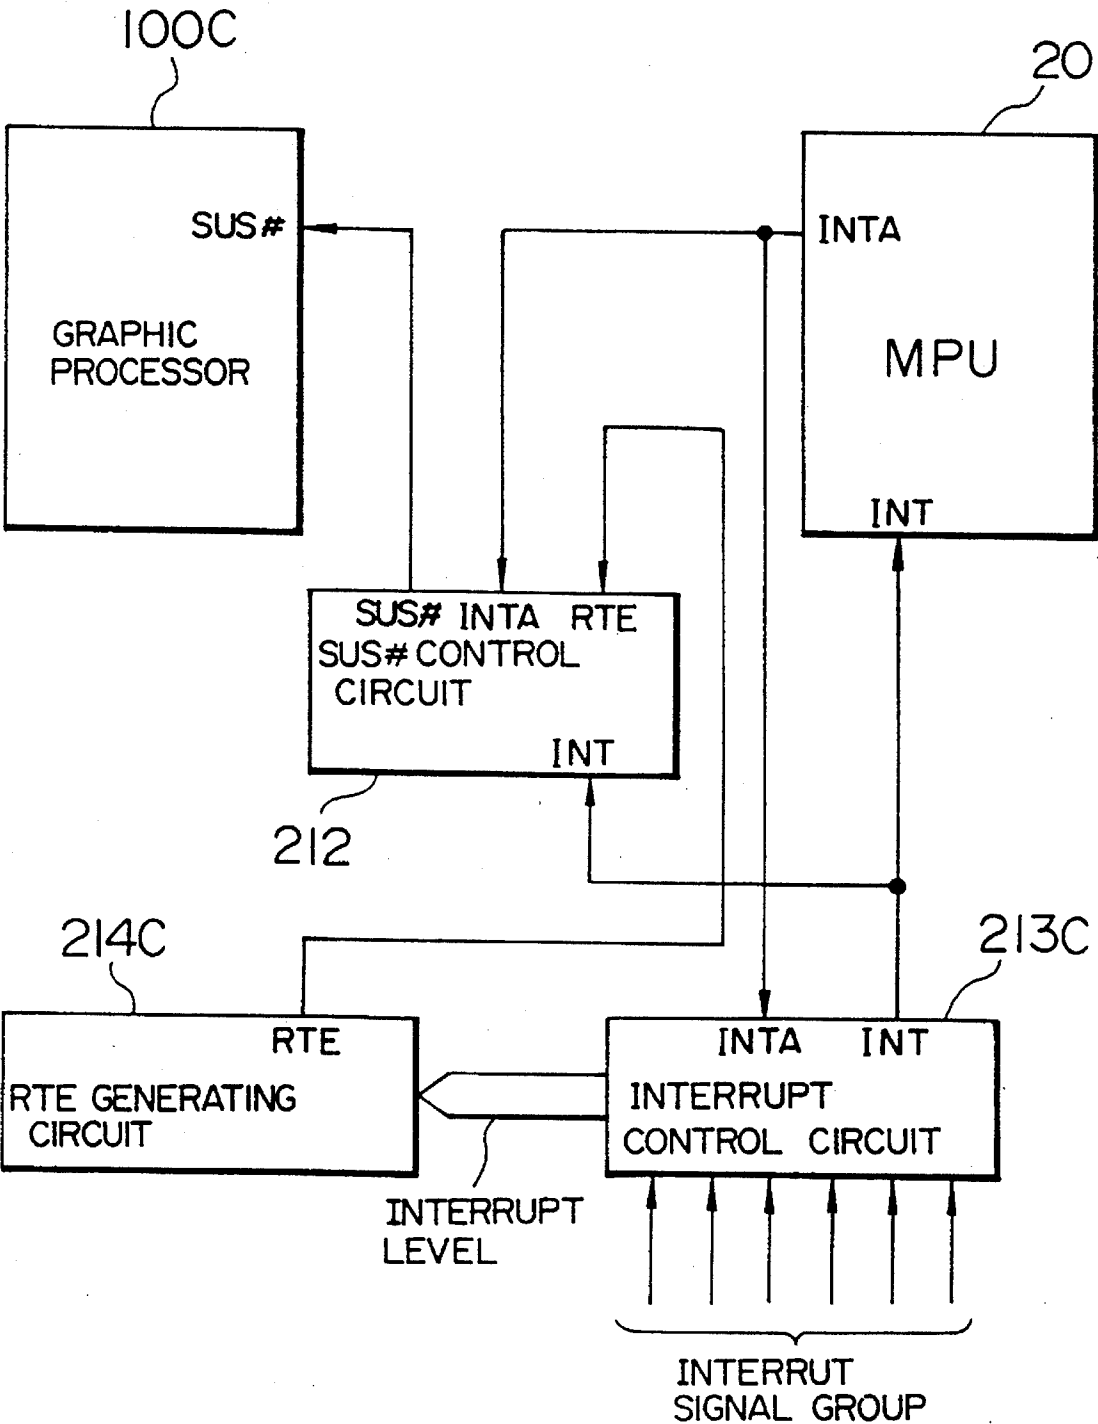 100C
20
SUS#
INTA
GRAPHIC
PROCESSOR
MPU
INT
SUS# INTA RTE
SUS# CONTROL
CIRCUIT
INT
212
214C
213C
RTE
INTA INT
RTE GENERATING
CIRCUIT
INTERRUPT
CONTROL CIRCUIT
INTERRUPT
LEVEL
INTERRUT
SIGNAL GROUP